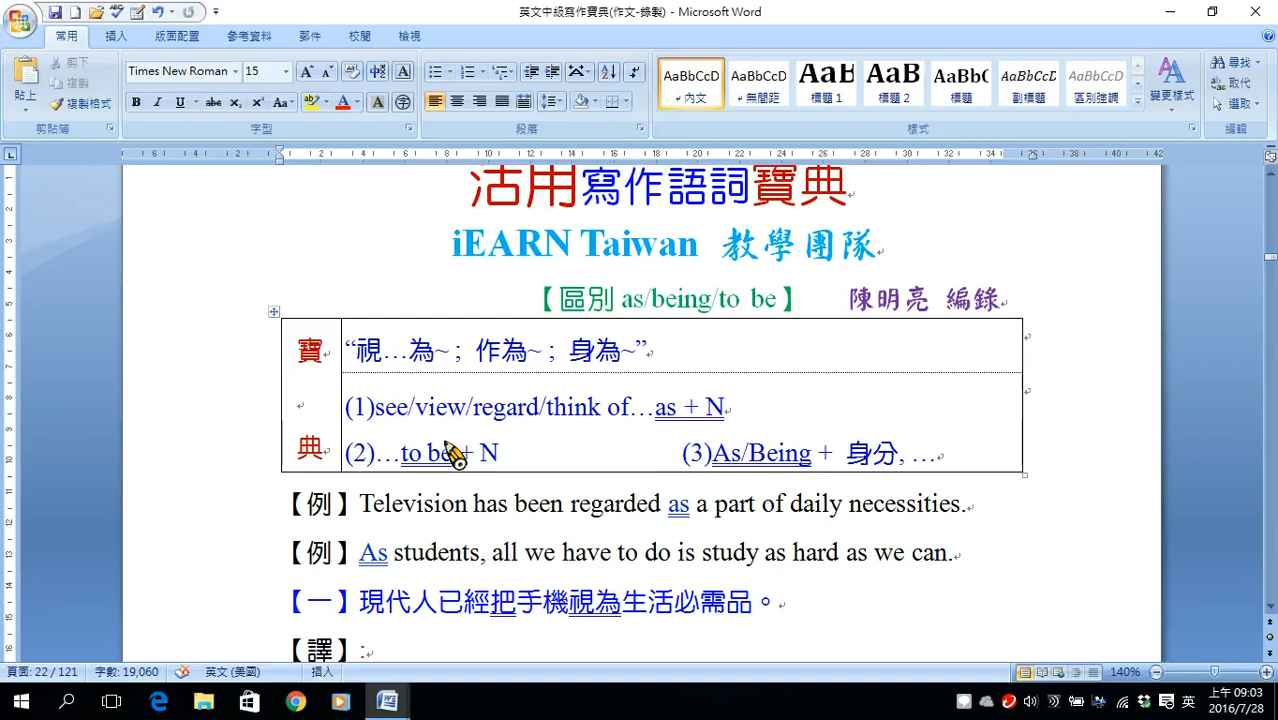 英文中級寫作寶典(作文-錄製) - Microsoft Word
常用 插入 版面配置 參考資料 郵件 校閱 檢視
貼上 剪下 複製 複製格式 剪貼簿
Times New Roman 15
B I U abc x₂ x² Aa A A 字型
段落
AaBbCcD 內文 AaBbCcD 無間距 AaBb 標題 1 AaB 標題 2 AaBbC 標題 AaBbCcI 副標題 AaBbCcD 區別強調
樣式
變更樣式
尋找 取代 選取 編輯
活用寫作語詞寶典
iEARN Taiwan 教學團隊
【區別 as/being/to be】 陳明亮 編錄
寶
典
“視…為~ ; 作為~ ; 身為~”
(1)see/view/regard/think of…as + N
(2)…to be + N (3)As/Being + 身分, …
【例】Television has been regarded as a part of daily necessities.
【例】As students, all we have to do is study as hard as we can.
【一】現代人已經把手機視為生活必需品。
【譯】:
頁面: 22 / 121 字數: 19,060 英文 (美國) 插入 140%
英 上午 09:03
2016/7/28